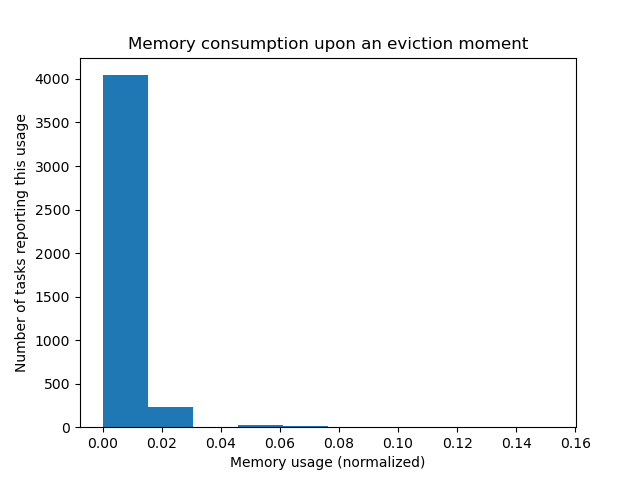 Memory consumption upon an eviction moment
Number of tasks reporting this usage
4000
3500
3000
2500
2000
1500
1000
500
0
0.00 0.02 0.04 0.06 0.08 0.10 0.12 0.14 0.16
Memory usage (normalized)